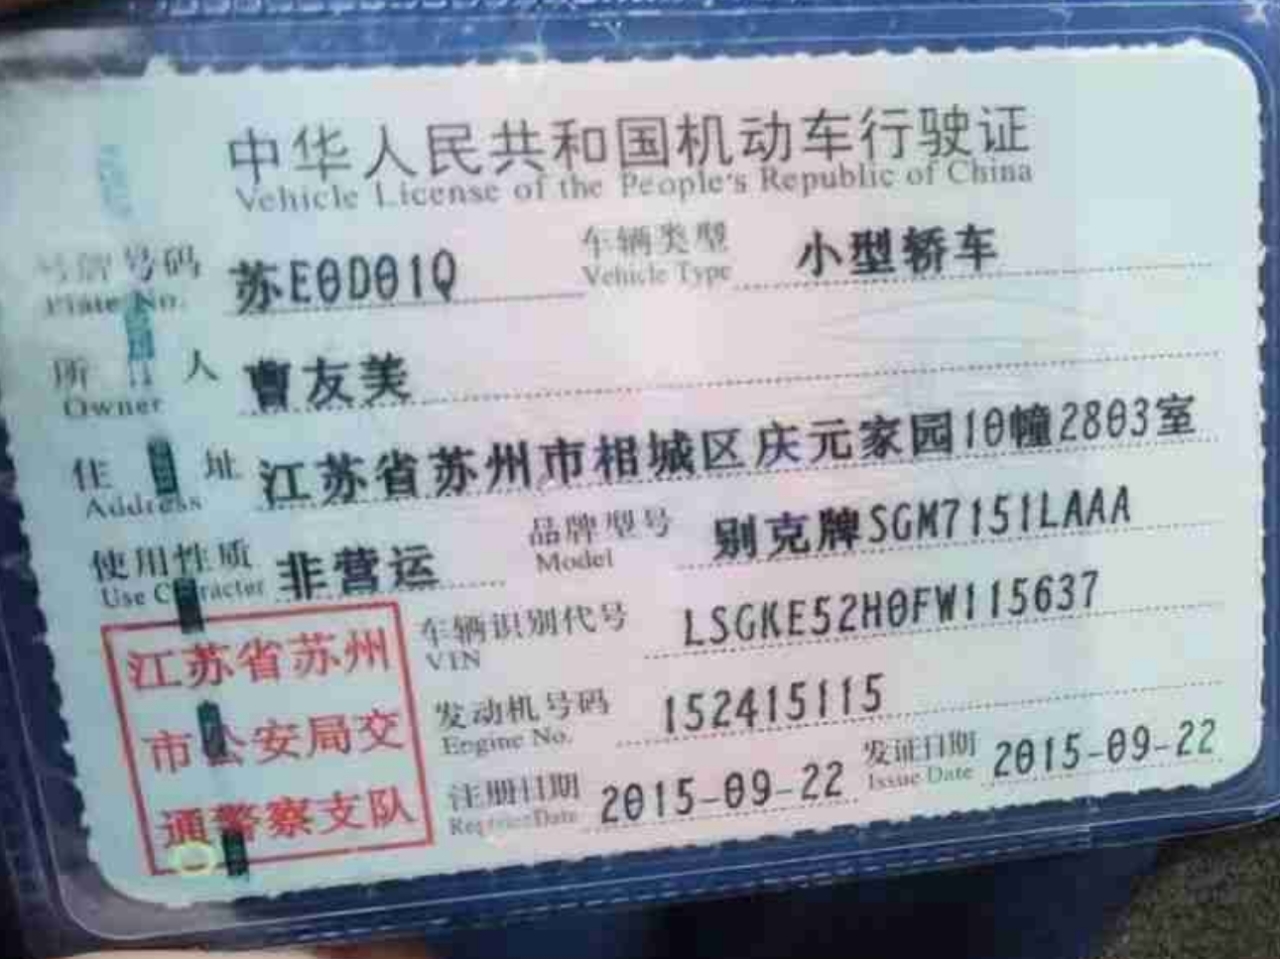 中华人民共和国机动车行驶证
Vehicle License of the People's Republic of China
号牌号码 苏E0D01Q 车辆类型 小型轿车
Plate No. Vehicle Type
所 人 曹友美
Owner
住 址 江苏省苏州市相城区庆元家园10幢2803室
Address
使用性质 非营运 品牌型号 别克牌SGM7151LAAA
Use Character Model
车辆识别代号 LSGKE52H0FW115637
VIN
发动机号码 152415115
Engine No.
注册日期 2015-09-22 发证日期 2015-09-22
Register Date Issue Date
江苏省苏州
市公安局交
通警察支队